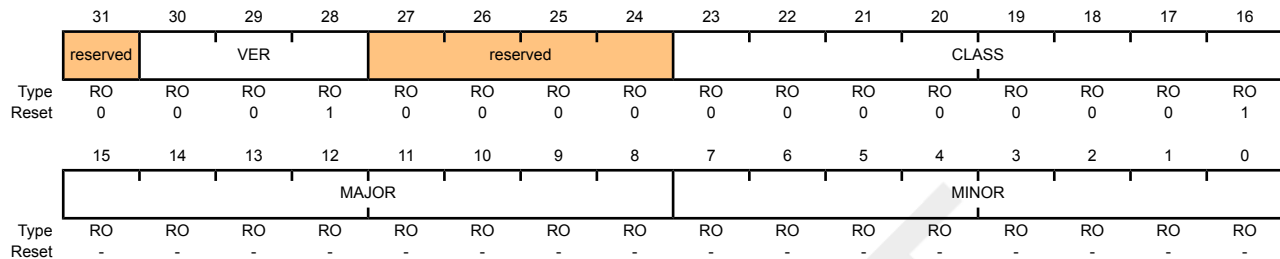 31 30 29 28 27 26 25 24 23 22 21 20 19 18 17 16
reserved VER reserved CLASS
Type RO RO RO RO RO RO RO RO RO RO RO RO RO RO RO RO
Reset 0 0 0 1 0 0 0 0 0 0 0 0 0 0 0 1
15 14 13 12 11 10 9 8 7 6 5 4 3 2 1 0
MAJOR MINOR
Type RO RO RO RO RO RO RO RO RO RO RO RO RO RO RO RO
Reset - - - - - - - - - - - - - - - -